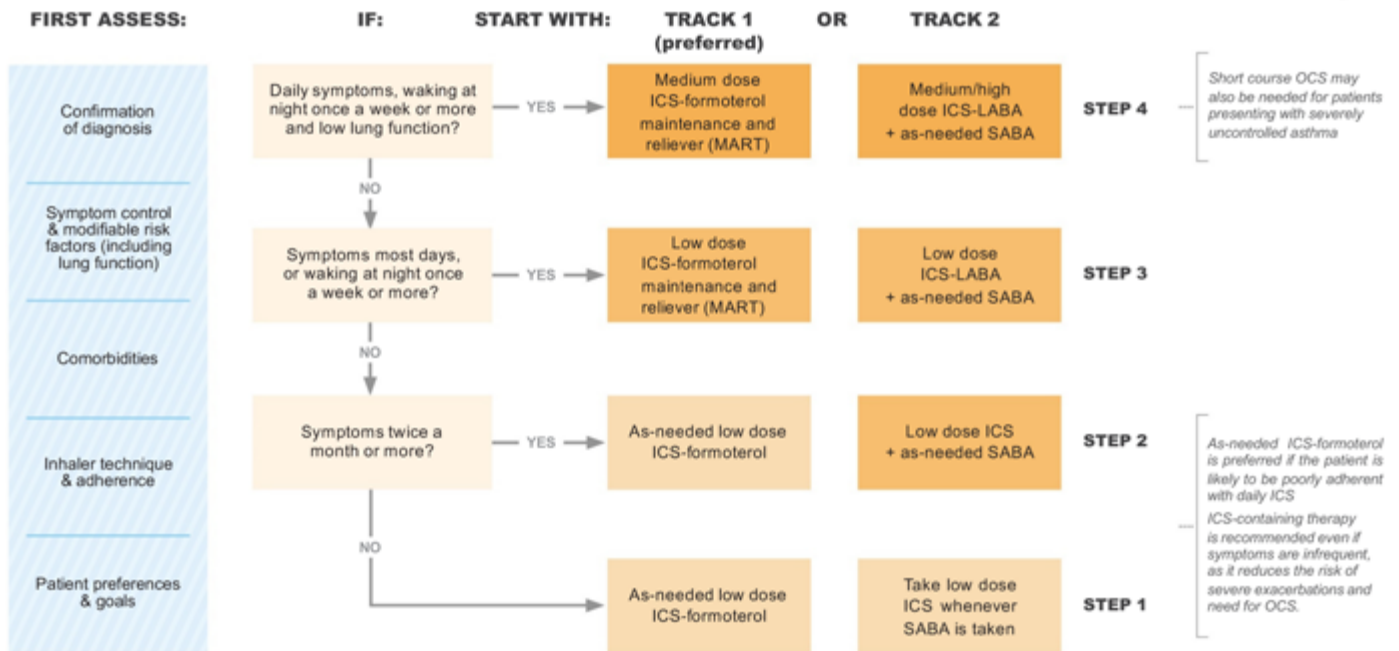 FIRST ASSESS:
IF:
START WITH:
TRACK 1
(preferred)
OR
TRACK 2
Confirmation
of diagnosis
Symptom control
& modifiable risk
factors (including
lung function)
Comorbidities
Inhaler technique
& adherence
Patient preferences
& goals
Daily symptoms, waking at
night once a week or more
and low lung function?
YES
Medium dose
ICS-formoterol
maintenance and
reliever (MART)
Medium/high
dose ICS-LABA
+ as-needed SABA
STEP 4
Short course OCS may
also be needed for patients
presenting with severely
uncontrolled asthma
NO
Symptoms most days,
or waking at night once
a week or more?
YES
Low dose
ICS-formoterol
maintenance and
reliever (MART)
Low dose
ICS-LABA
+ as-needed SABA
STEP 3
NO
Symptoms twice a
month or more?
YES
As-needed low dose
ICS-formoterol
Low dose ICS
+ as-needed SABA
STEP 2
NO
As-needed low dose
ICS-formoterol
Take low dose
ICS whenever
SABA is taken
STEP 1
As-needed ICS-formoterol
is preferred if the patient is
likely to be poorly adherent
with daily ICS
ICS-containing therapy
is recommended even if
symptoms are infrequent,
as it reduces the risk of
severe exacerbations and
need for OCS.